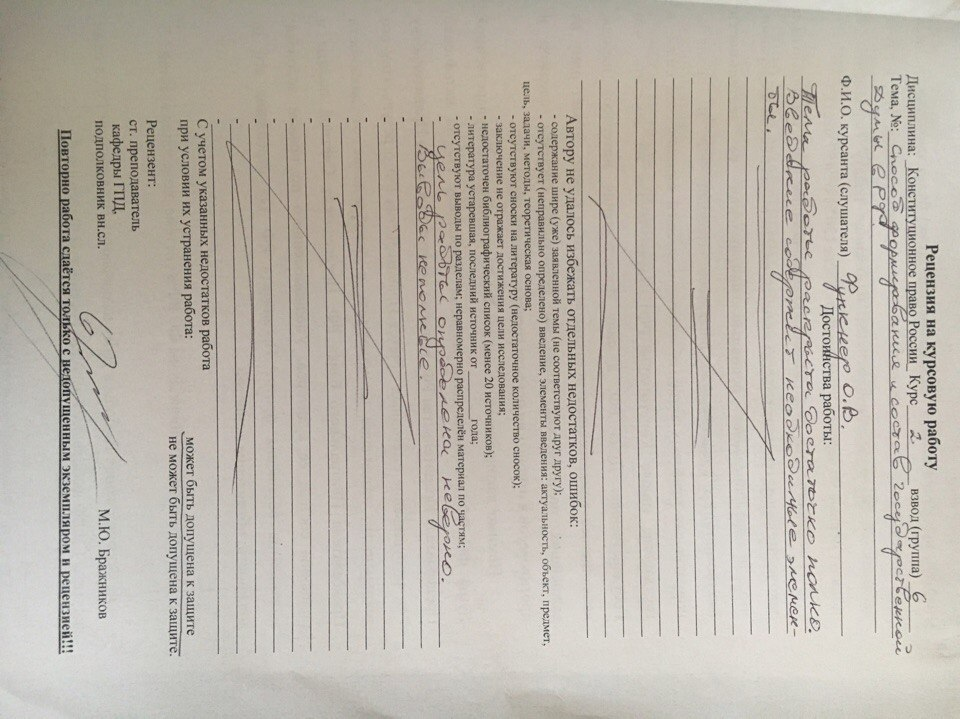 Рецензия на курсовую работу
Дисциплина: Конституционное право России Курс 2 взвод (группа) 6
Тема. №: Способ формирования и состав Государственной
Думы в РФ.
Ф.И.О. курсанта (слушателя) Функнер О.В.
Достоинства работы:
Тема работы раскрыта достаточно полно.
Введение содержит необходимые элемен-
ты.
Автору не удалось избежать отдельных недостатков, ошибок:
- содержание шире (уже) заявленной темы (не соответствуют друг другу);
- отсутствует (неправильно определено) введение, элементы введения: актуальность, объект, предмет,
цель, задачи, методы, теоретическая основа;
- отсутствуют сноски на литературу (недостаточное количество сносок);
- заключение не отражает достижения цели исследования;
- недостаточен библиографический список (менее 20 источников);
- литература устаревшая, последний источник от ______ года;
- отсутствуют выводы по разделам; неравномерно распределён материал по частям;
- Цель работы определена неверно.
- Выводы неполные.
С учетом указанных недостатков работа
при условии их устранения работа:
может быть допущена к защите
не может быть допущена к защите.
Рецензент:
ст. преподаватель
кафедры ГПД,
подполковник вн.сл.
М.Ю. Бражников
Повторно работа сдаётся только с недопущенным экземпляром и рецензией!!!